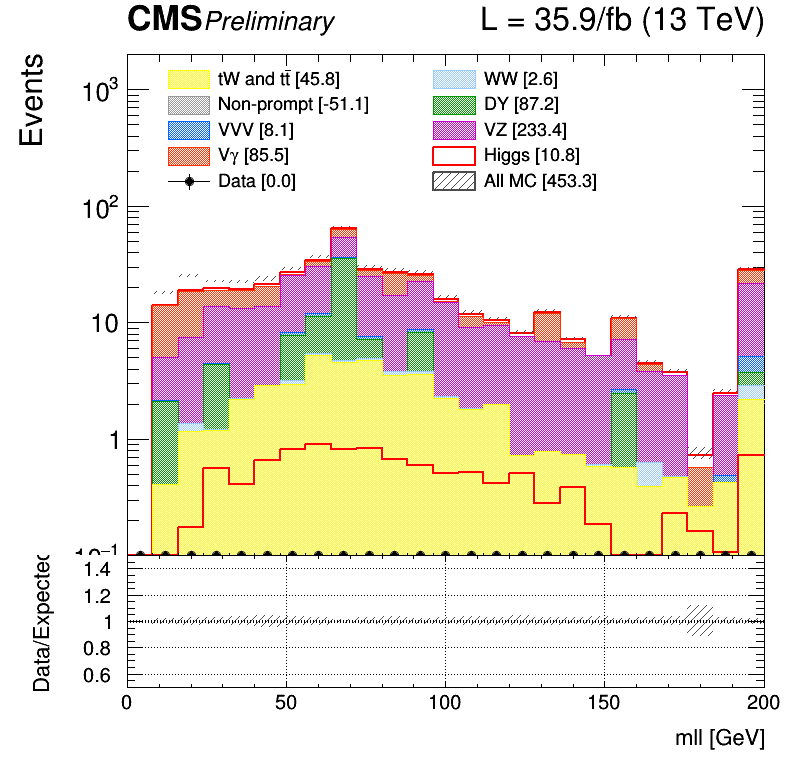 CMS Preliminary L = 35.9/fb (13 TeV)
Events
10³
10²
10
1
10⁻¹
tW and tt̄ [45.8] WW [2.6]
Non-prompt [-51.1] DY [87.2]
VVV [8.1] VZ [233.4]
Vγ [85.5] Higgs [10.8]
Data [0.0] All MC [453.3]
Data/Expected
1.4
1.2
1
0.8
0.6
0 50 100 150 200
mll [GeV]